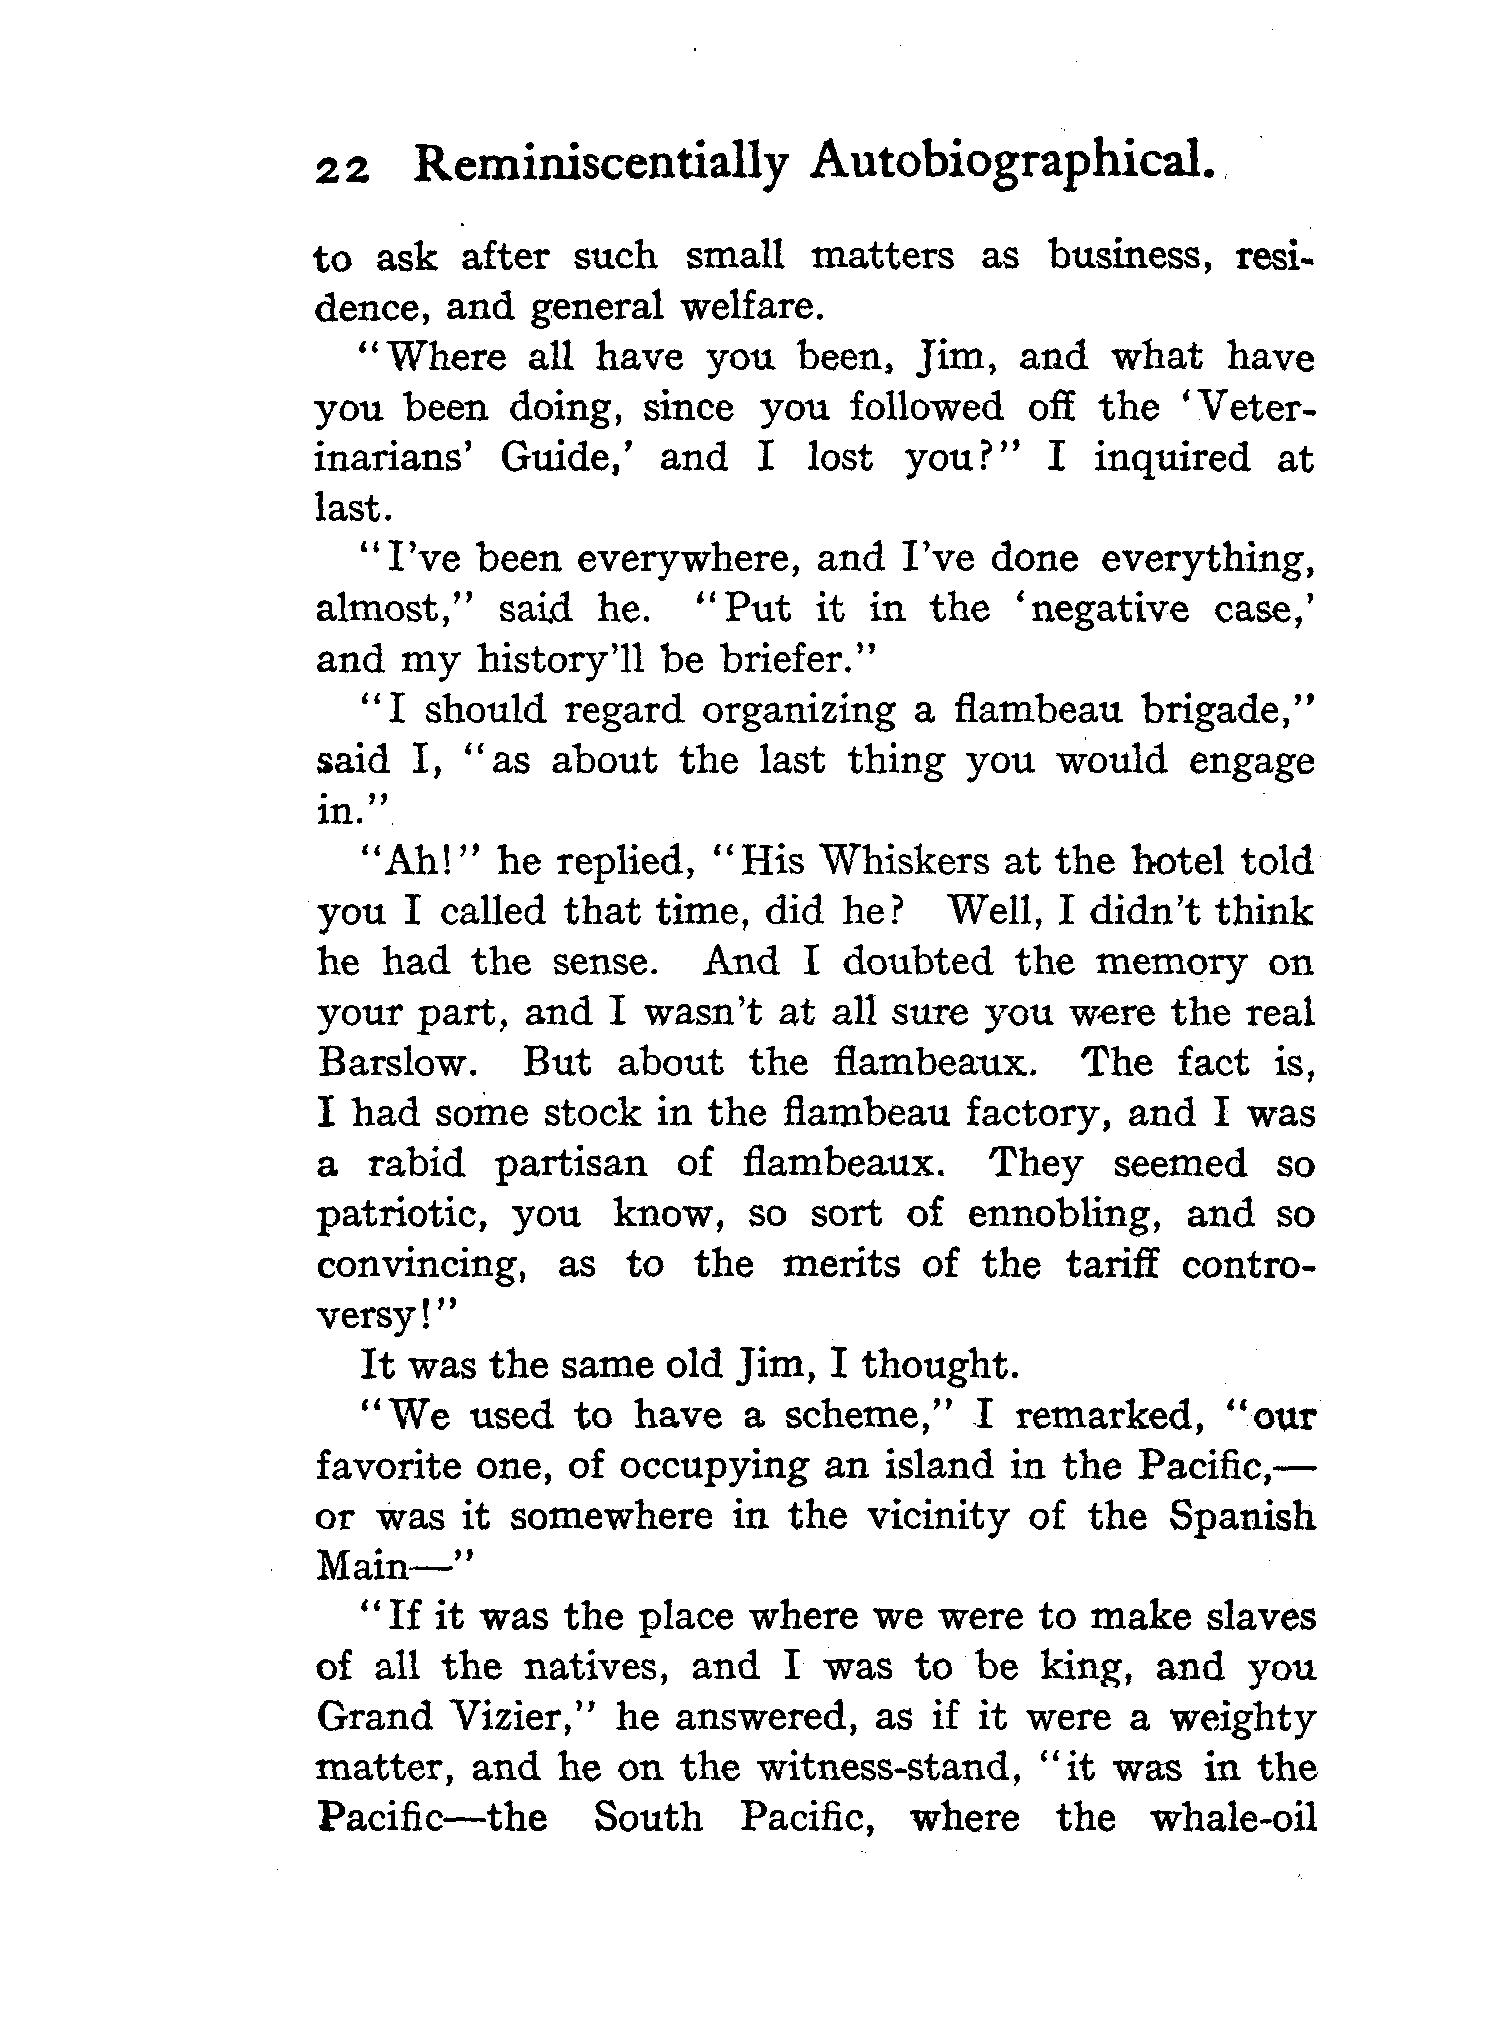 22 Reminiscentially Autobiographical.
to ask after such small matters as business, resi-
dence, and general welfare.
"Where all have you been, Jim, and what have
you been doing, since you followed off the 'Veter-
inarians' Guide,' and I lost you?" I inquired at
last.
"I've been everywhere, and I've done everything,
almost," said he. "Put it in the 'negative case,'
and my history'll be briefer."
"I should regard organizing a flambeau brigade,"
said I, "as about the last thing you would engage
in."
"Ah!" he replied, "His Whiskers at the hotel told
you I called that time, did he? Well, I didn't think
he had the sense. And I doubted the memory on
your part, and I wasn't at all sure you were the real
Barslow. But about the flambeaux. The fact is,
I had some stock in the flambeau factory, and I was
a rabid partisan of flambeaux. They seemed so
patriotic, you know, so sort of ennobling, and so
convincing, as to the merits of the tariff contro-
versy!"
It was the same old Jim, I thought.
"We used to have a scheme," I remarked, "our
favorite one, of occupying an island in the Pacific,—
or was it somewhere in the vicinity of the Spanish
Main—"
"If it was the place where we were to make slaves
of all the natives, and I was to be king, and you
Grand Vizier," he answered, as if it were a weighty
matter, and he on the witness-stand, "it was in the
Pacific—the South Pacific, where the whale-oil